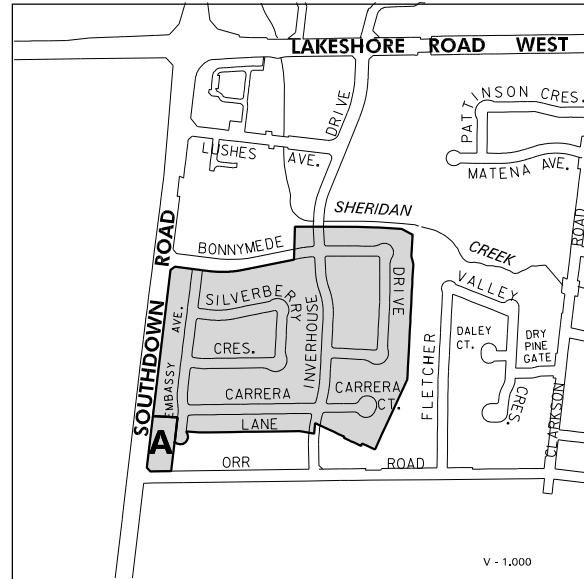 LAKESHORE ROAD WEST
PATTINSON CRES.
DRIVE
LUSHES AVE.
MATENA AVE.
SHERIDAN
CREEK
ROAD
SOUTHDOWN ROAD
BONNYMEDE
DRIVE
VALLEY
SILVERBERRY
CRES.
EMBASSY AVE.
INVERHOUSE
DALEY
CT.
DRY
PINE
GATE
FLETCHER
CRES.
CLARKSON
CARRERA
LANE
CARRERA
CT.
A
ORR ROAD
V - 1.000